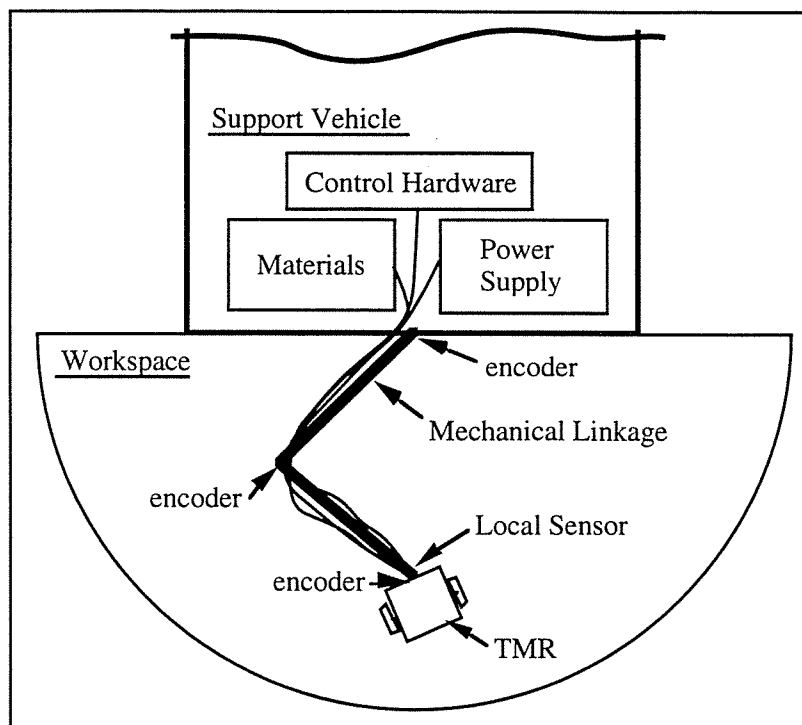 Support Vehicle
Control Hardware
Materials
Power
Supply
Workspace
encoder
Mechanical Linkage
encoder
Local Sensor
encoder
TMR